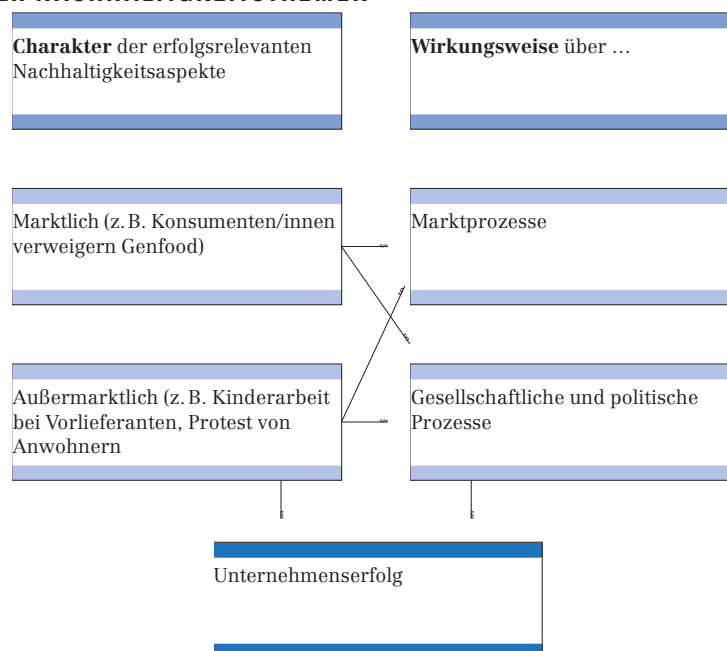 Charakter der erfolgsrelevanten
Nachhaltigkeitsaspekte
Wirkungsweise über …
Marktlich (z. B. Konsumenten/innen
verweigern Genfood)
Marktprozesse
Außermarktlich (z. B. Kinderarbeit
bei Vorlieferanten, Protest von
Anwohnern
Gesellschaftliche und politische
Prozesse
Unternehmenserfolg